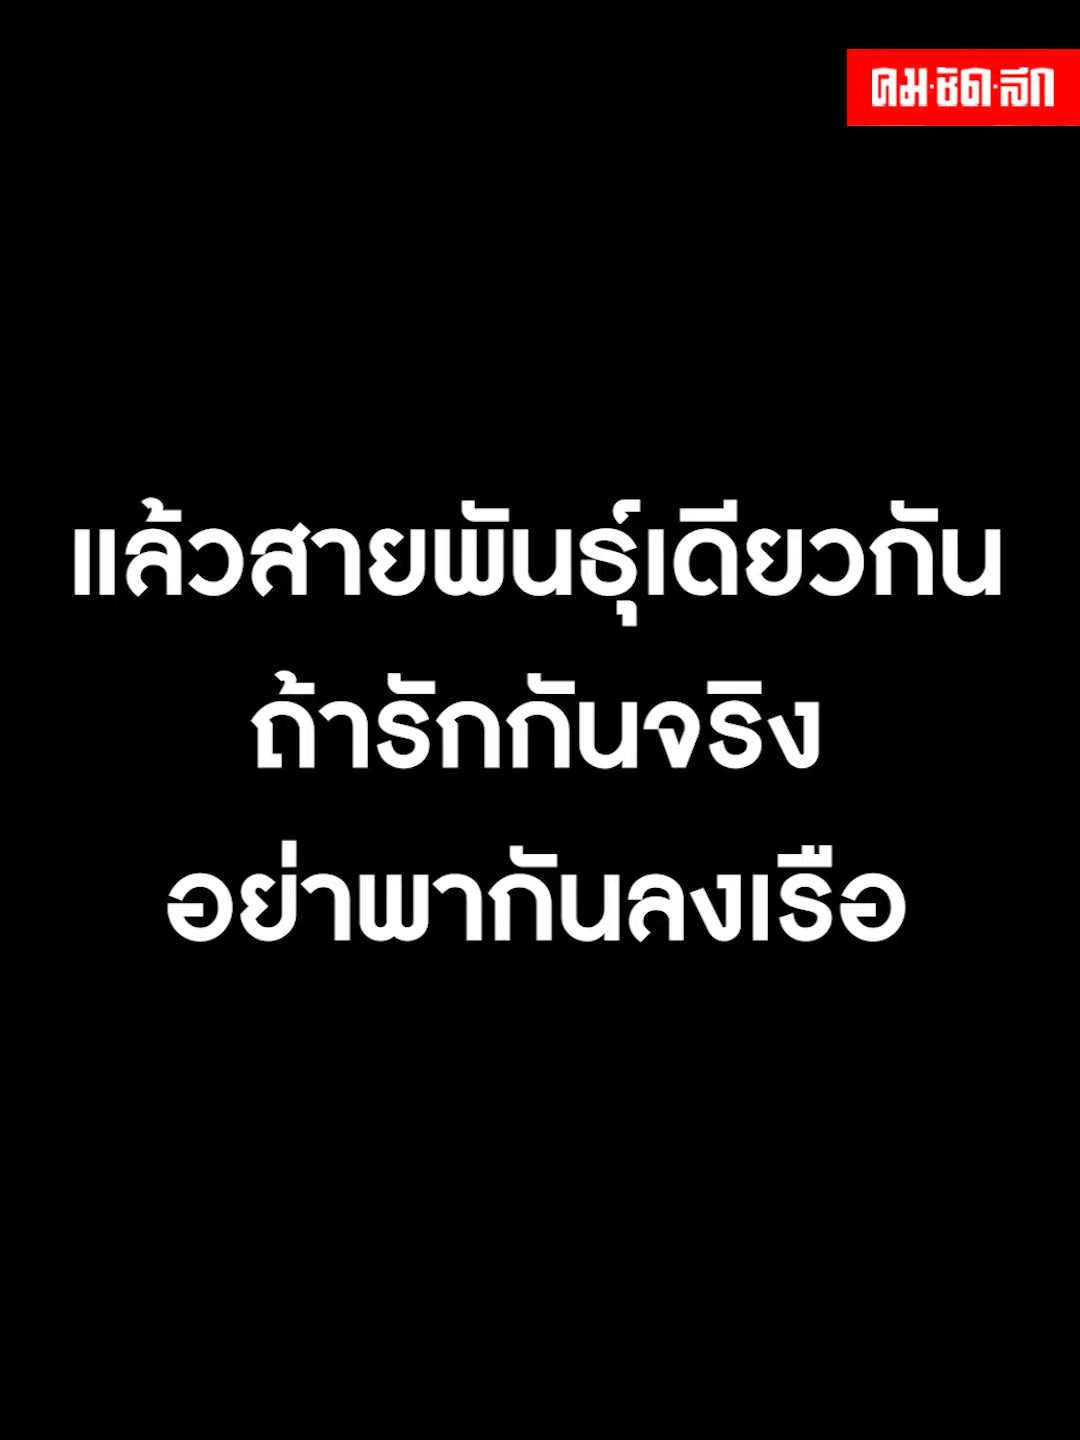 คม·ชัด·ลึก
แล้วสายพันธุ์เดียวกัน
ถ้ารักกันจริง
อย่าพากันลงเรือ